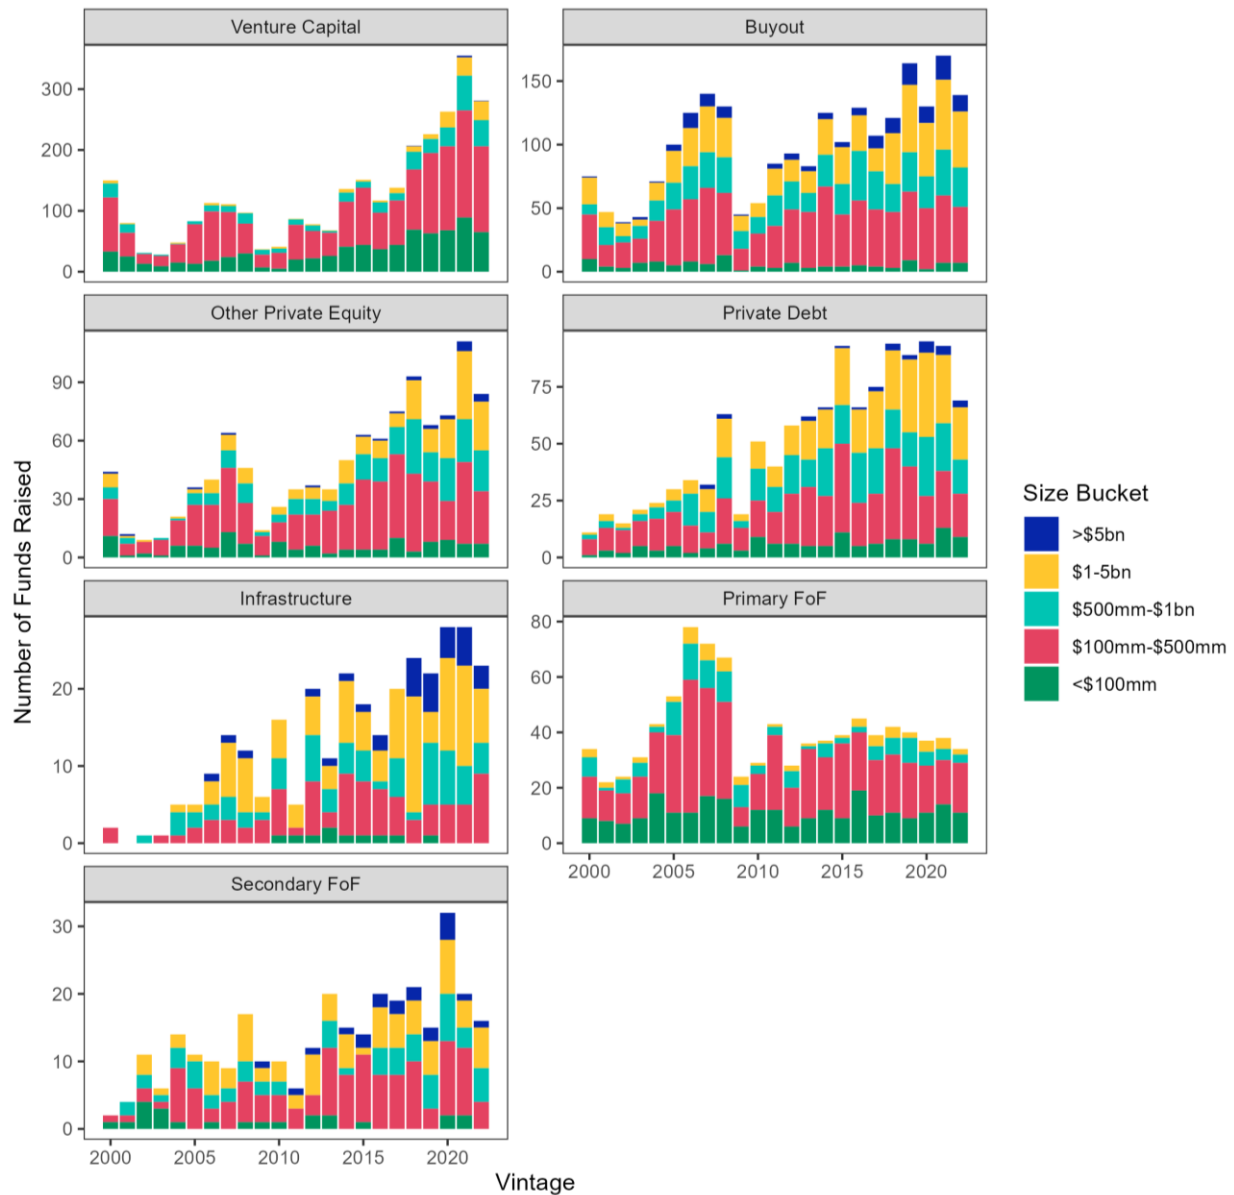 Venture Capital
Buyout
300
200
100
0
150
100
50
0
Other Private Equity
Private Debt
90
60
30
0
75
50
25
0
Number of Funds Raised
Infrastructure
Primary FoF
20
10
0
80
60
40
20
0
2000 2005 2010 2015 2020
Secondary FoF
30
20
10
0
2000 2005 2010 2015 2020
Vintage
Size Bucket
>$5bn
$1-5bn
$500mm-$1bn
$100mm-$500mm
<$100mm